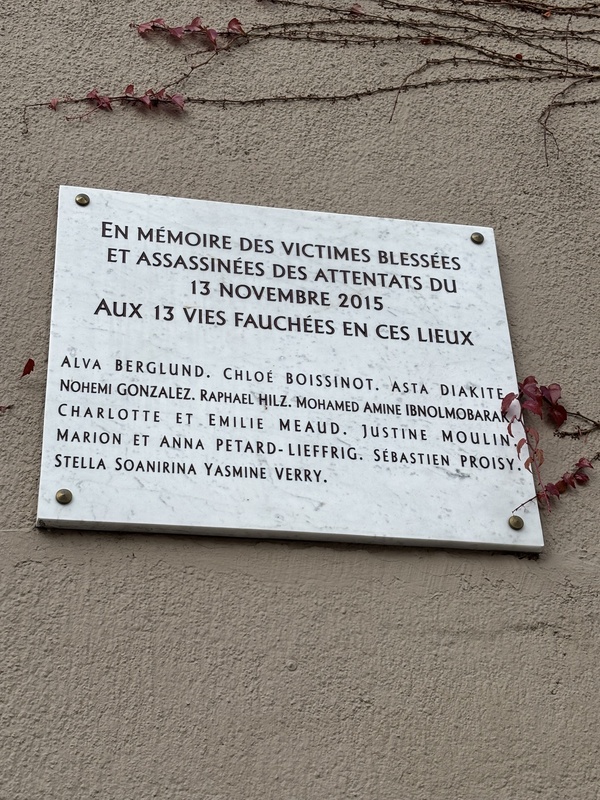 EN MÉMOIRE DES VICTIMES BLESSÉES
ET ASSASSINÉES DES ATTENTATS DU
13 NOVEMBRE 2015
AUX 13 VIES FAUCHÉES EN CES LIEUX
ALVA BERGLUND. CHLOÉ BOISSINOT. ASTA DIAKITE.
NOHEMI GONZALEZ. RAPHAEL HILZ. MOHAMED AMINE IBNOLMOBARAK.
CHARLOTTE ET EMILIE MEAUD. JUSTINE MOULIN.
MARION ET ANNA PETARD-LIEFFRIG. SÉBASTIEN PROISY.
STELLA SOANIRINA YASMINE VERRY.